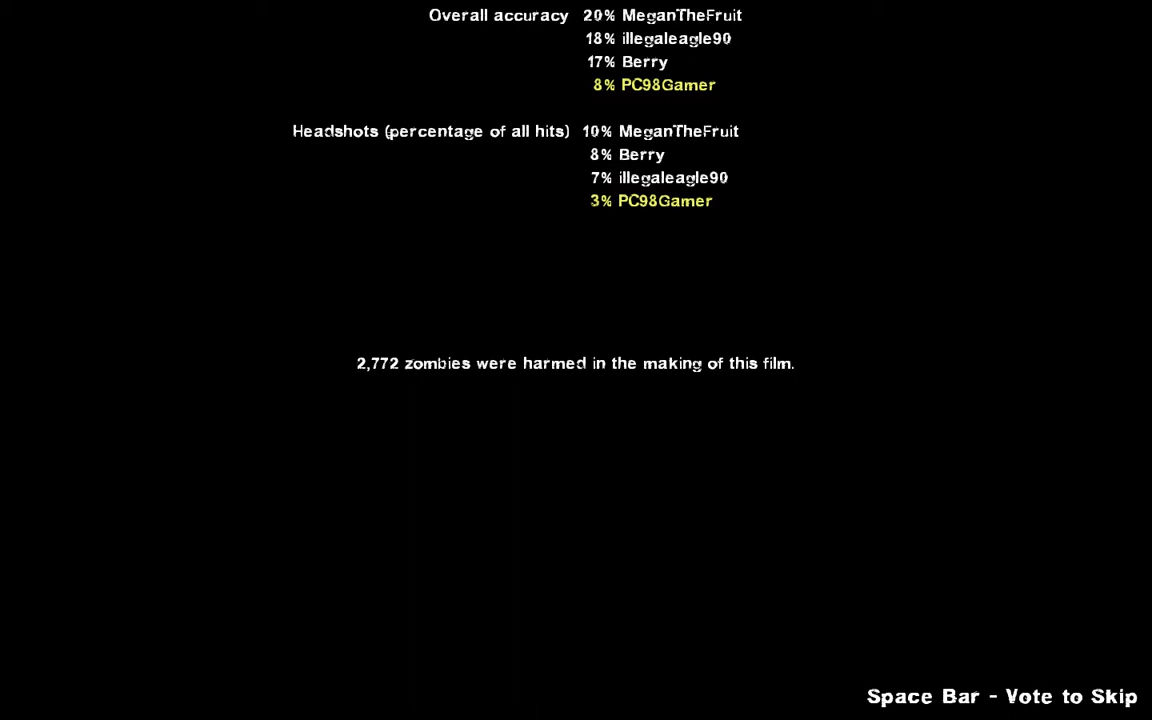 Overall accuracy 20% MeganTheFruit
18% illegaleagle90
17% Berry
8% PC98Gamer
Headshots (percentage of all hits) 10% MeganTheFruit
8% Berry
7% illegaleagle90
3% PC98Gamer
2,772 zombies were harmed in the making of this film.
Space Bar - Vote to Skip